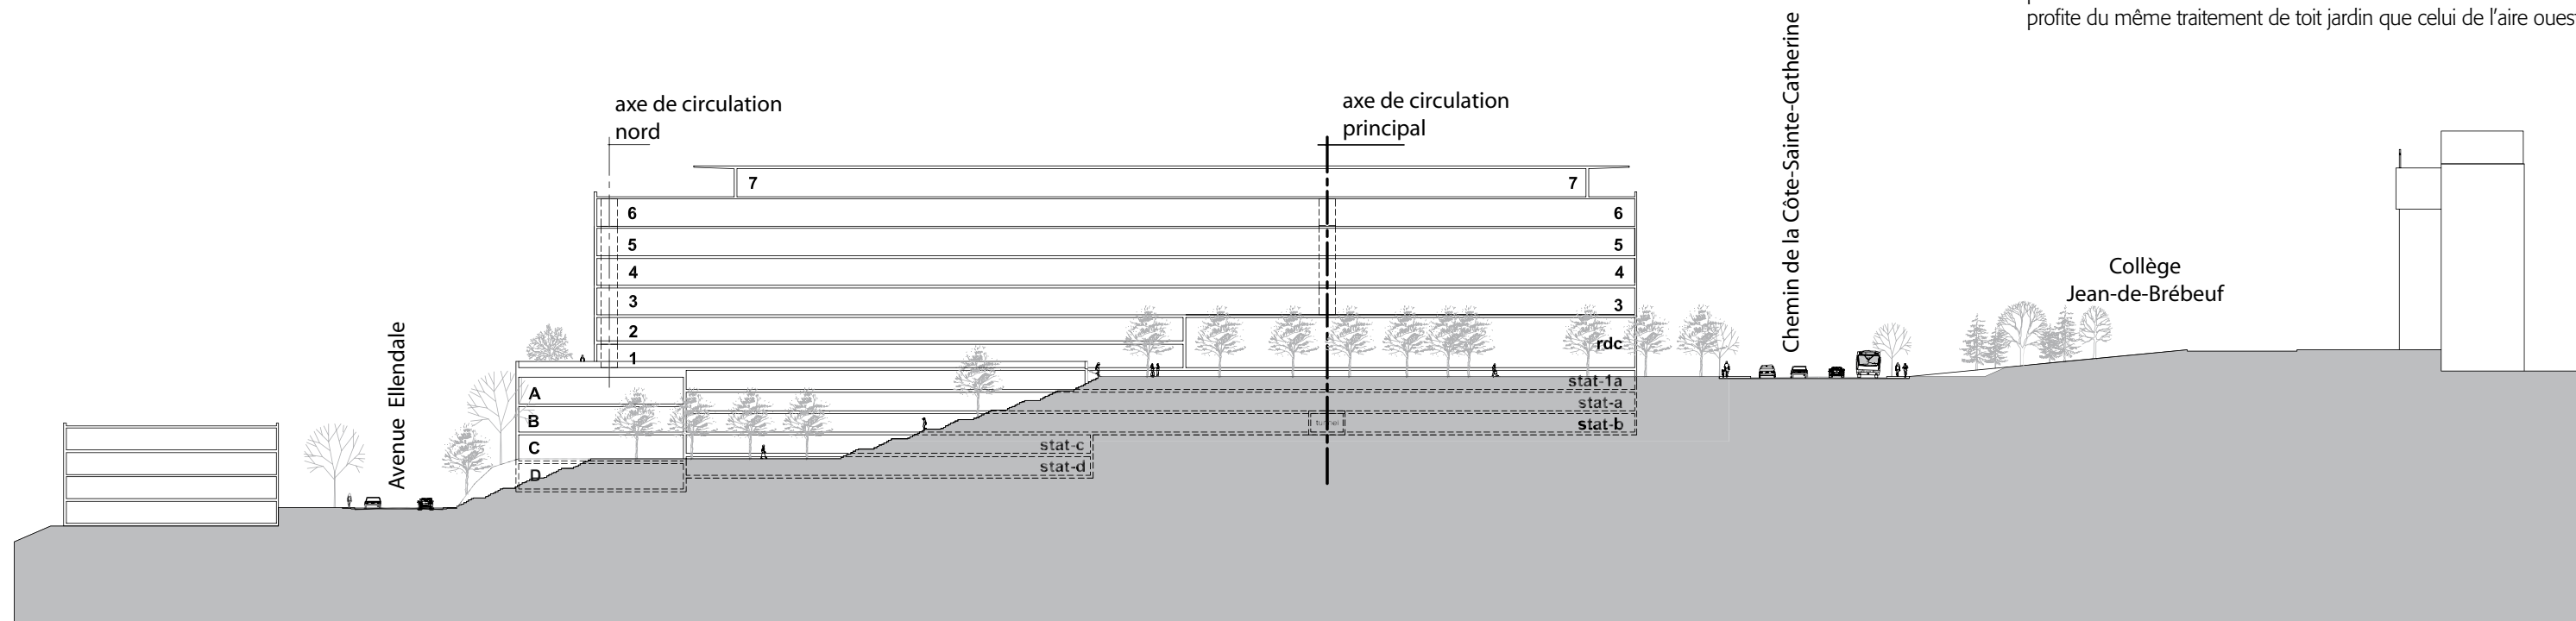 profite du même traitement de toit jardin que celui de l'aire ouest
axe de circulation
nord
axe de circulation
principal
Chemin de la Côte-Sainte-Catherine
Avenue Ellendale
Collège
Jean-de-Brébeuf
7 7
6 6
5 5
4 4
3 3
2
1
rdc
A
B
C
D
stat-1a
stat-a
stat-b
stat-c
stat-d
tunnel